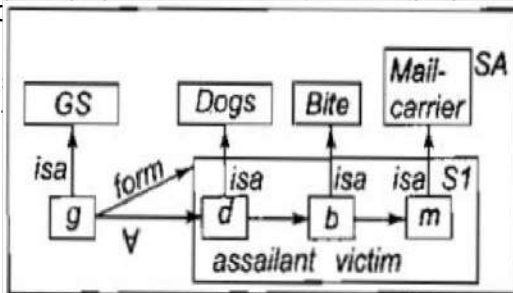 GS
Dogs
Bite
Mail-
carrier
SA
isa
form
isa
isa
isa
S1
g
∀
d
b
m
assailant victim